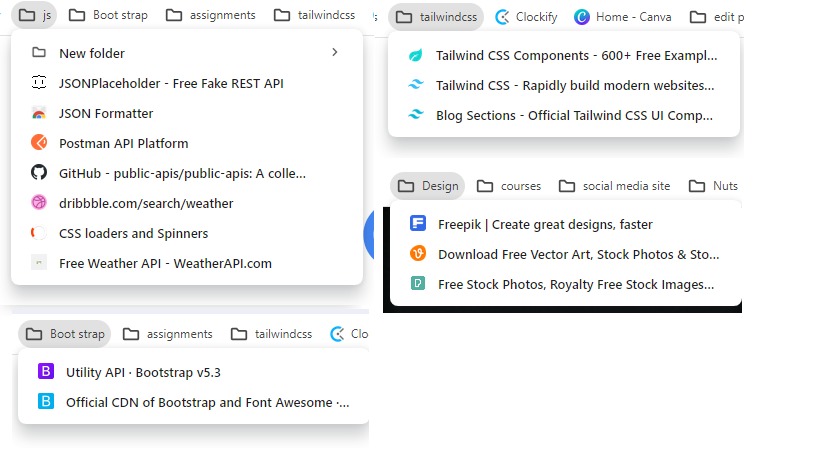 js
Boot strap
assignments
tailwindcss
New folder
JSONPlaceholder - Free Fake REST API
JSON Formatter
Postman API Platform
GitHub - public-apis/public-apis: A colle...
dribbble.com/search/weather
CSS loaders and Spinners
Free Weather API - WeatherAPI.com
Boot strap
assignments
tailwindcss
Clo
Utility API · Bootstrap v5.3
Official CDN of Bootstrap and Font Awesome ·...
tailwindcss
Clockify
Home - Canva
edit p
Tailwind CSS Components - 600+ Free Exampl...
Tailwind CSS - Rapidly build modern websites...
Blog Sections - Official Tailwind CSS UI Comp...
Design
courses
social media site
Nuts
Freepik | Create great designs, faster
Download Free Vector Art, Stock Photos & Sto...
Free Stock Photos, Royalty Free Stock Images...